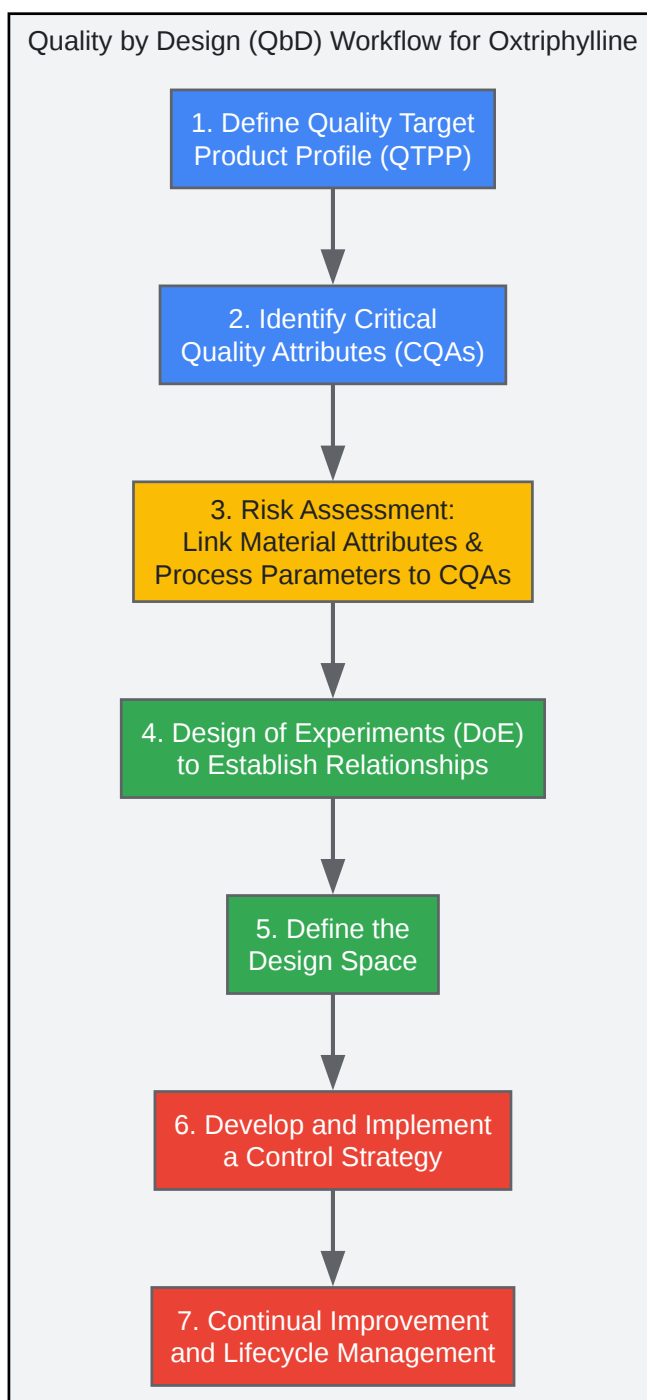 Quality by Design (QbD) Workflow for Oxtriphylline
1. Define Quality Target
Product Profile (QTPP)
2. Identify Critical
Quality Attributes (CQAs)
3. Risk Assessment:
Link Material Attributes &
Process Parameters to CQAs
4. Design of Experiments (DoE)
to Establish Relationships
5. Define the
Design Space
6. Develop and Implement
a Control Strategy
7. Continual Improvement
and Lifecycle Management